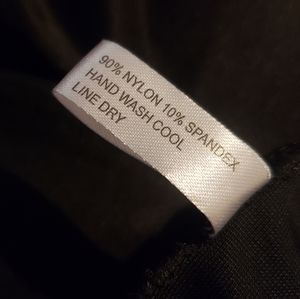 90% NYLON 10% SPANDEX
HAND WASH COOL
LINE DRY